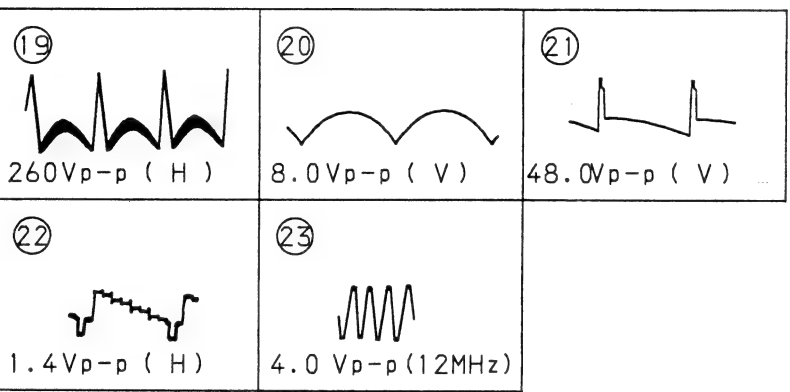 19
260Vp-p ( H )
20
8.0Vp-p ( V )
21
48.0Vp-p ( V )
22
1.4Vp-p ( H )
23
4.0 Vp-p(12MHz)